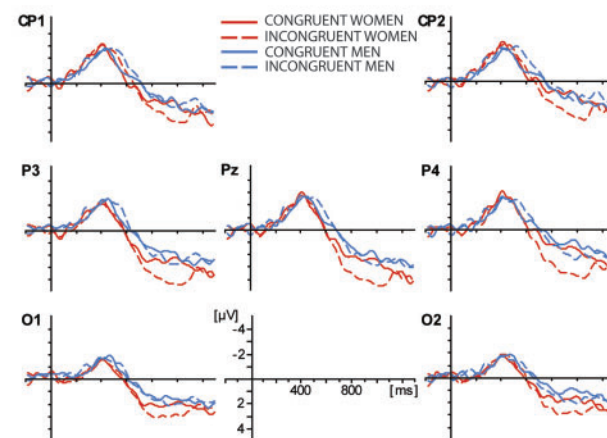 CP1
CONGRUENT WOMEN
INCONGRUENT WOMEN
CONGRUENT MEN
INCONGRUENT MEN
CP2
P3
Pz
P4
O1
[µV]
-4
-2
400 800 [ms]
2
4
O2